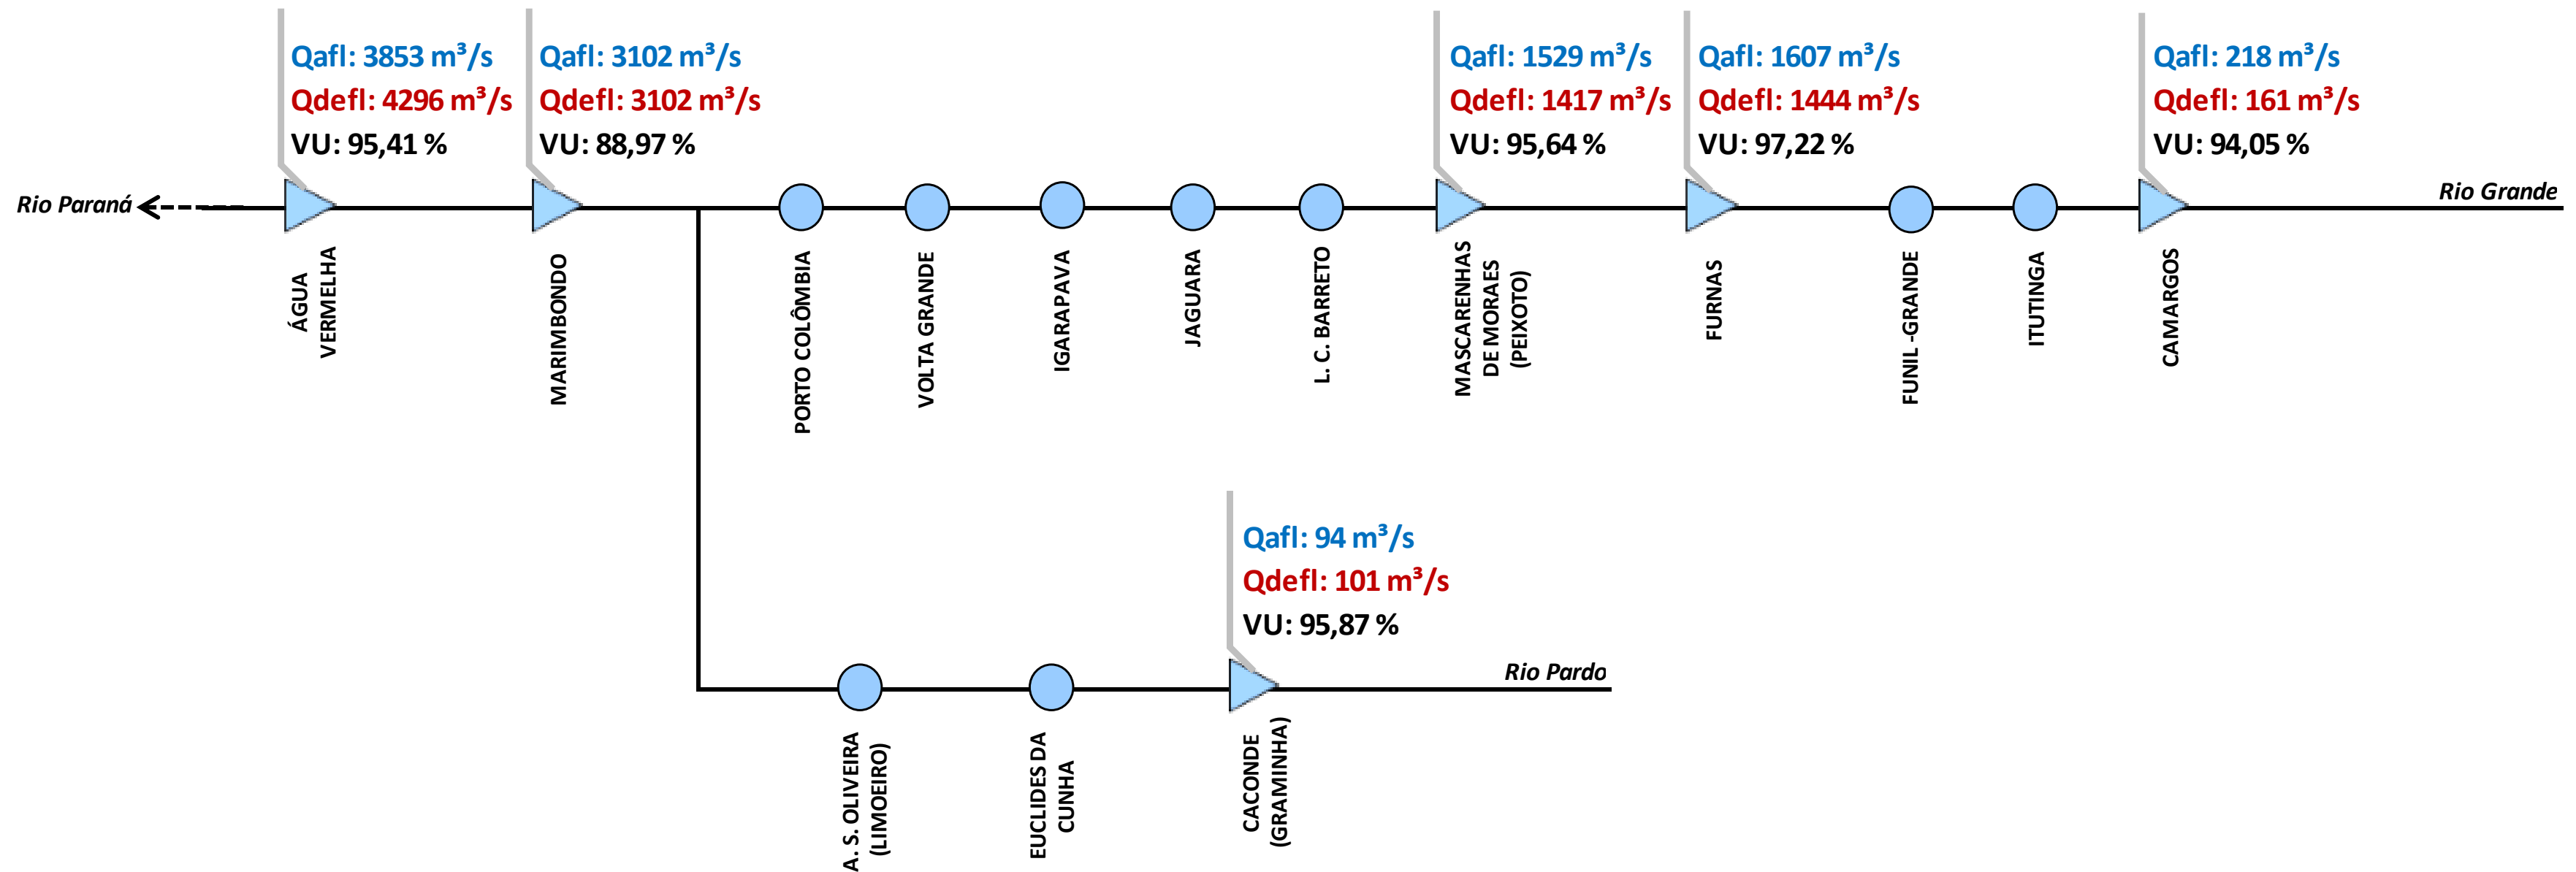 Qafl: 3853 m³/s
Qdefl: 4296 m³/s
VU: 95,41 %
Qafl: 3102 m³/s
Qdefl: 3102 m³/s
VU: 88,97 %
Qafl: 1529 m³/s
Qdefl: 1417 m³/s
VU: 95,64 %
Qafl: 1607 m³/s
Qdefl: 1444 m³/s
VU: 97,22 %
Qafl: 218 m³/s
Qdefl: 161 m³/s
VU: 94,05 %
Rio Paraná
Rio Grande
ÁGUA
VERMELHA
MARIMBONDO
PORTO COLÔMBIA
VOLTA GRANDE
IGARAPAVA
JAGUARA
L. C. BARRETO
MASCARENHAS
DE MORAES
(PEIXOTO)
FURNAS
FUNIL -GRANDE
ITUTINGA
CAMARGOS
Qafl: 94 m³/s
Qdefl: 101 m³/s
VU: 95,87 %
Rio Pardo
A. S. OLIVEIRA
(LIMOEIRO)
EUCLIDES DA
CUNHA
CACONDE
(GRAMINHA)